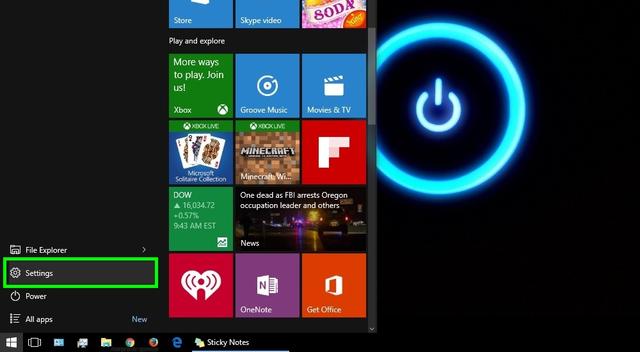 SODA
Store
Skype video
Play and explore
More ways
to play. Join
us!
Xbox
Groove Music
Movies & TV
XBOX LIVE
Microsoft
Solitaire Collection
XBOX LIVE
MINECRAFT
Minecraft: Wi...
DOW
▲ 16,034.72
+0.57%
9:43 AM EST
One dead as FBI arrests Oregon
occupation leader and others
News
OneNote
Get Office
File Explorer
Settings
Power
All apps
New
Sticky Notes